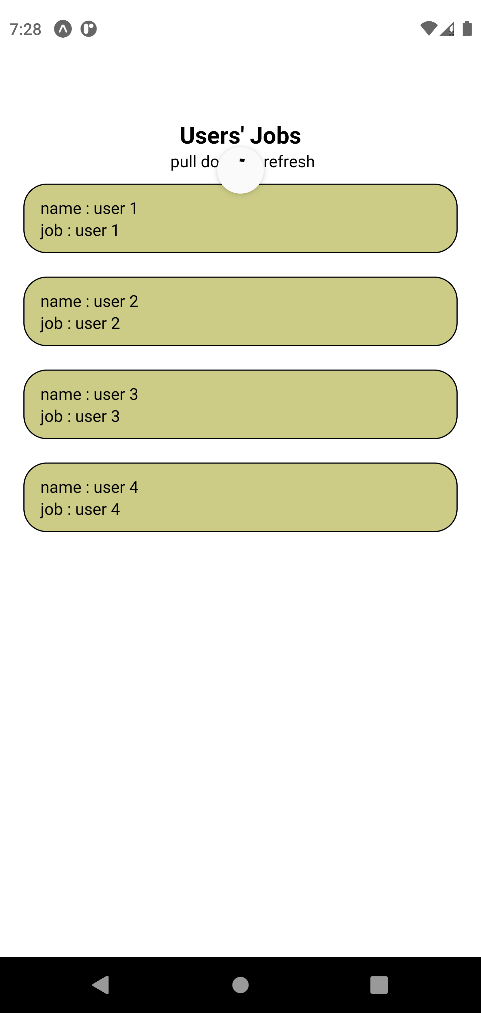 7:28
Users' Jobs
pull refresh
name : user 1
job : user 1
name : user 2
job : user 2
name : user 3
job : user 3
name : user 4
job : user 4